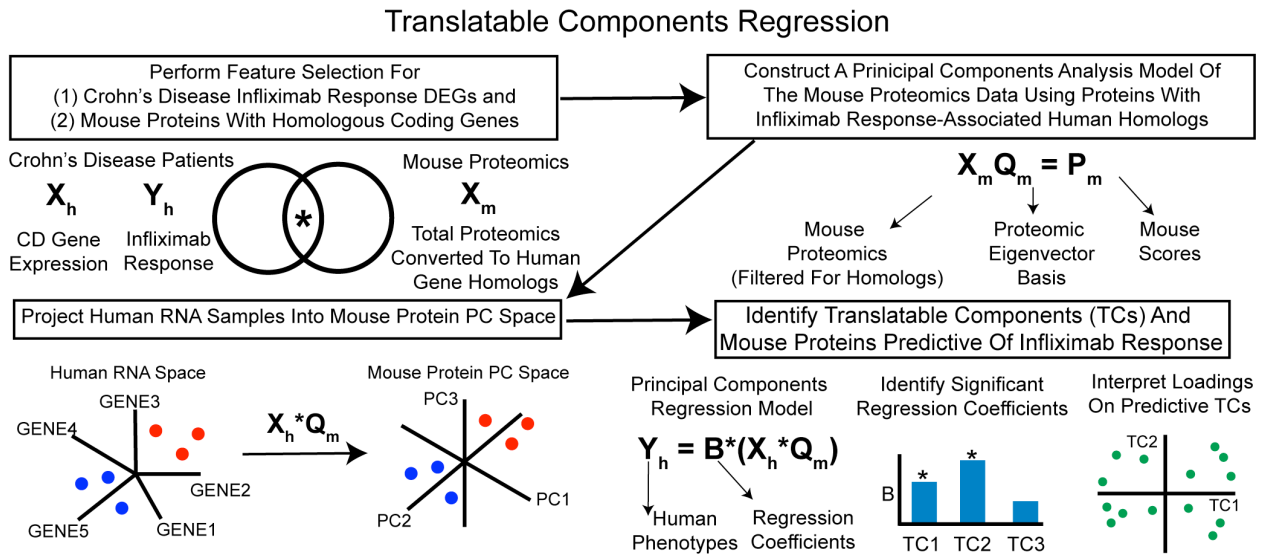 Translatable Components Regression
Perform Feature Selection For
(1) Crohn's Disease Infliximab Response DEGs and
(2) Mouse Proteins With Homologous Coding Genes
Construct A Prinicipal Components Analysis Model Of
The Mouse Proteomics Data Using Proteins With
Infliximab Response-Associated Human Homologs
Crohn's Disease Patients
Xh
Yh
CD Gene
Expression
Infliximab
Response
*
Mouse Proteomics
Xm
Total Proteomics
Converted To Human
Gene Homologs
XmQm = Pm
Mouse
Proteomics
(Filtered For Homologs)
Proteomic
Eigenvector
Basis
Mouse
Scores
Project Human RNA Samples Into Mouse Protein PC Space
Identify Translatable Components (TCs) And
Mouse Proteins Predictive Of Infliximab Response
Human RNA Space
GENE3
GENE4
GENE2
GENE5
GENE1
Xh*Qm
Mouse Protein PC Space
PC3
PC1
PC2
Principal Components
Regression Model
Yh = B*(Xh*Qm)
Human
Phenotypes
Regression
Coefficients
Identify Significant
Regression Coefficients
B
*
*
TC1
TC2
TC3
Interpret Loadings
On Predictive TCs
TC2
TC1